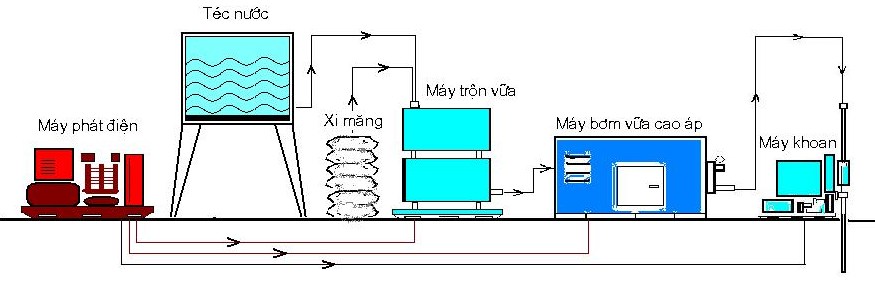 Téc nước
Máy trộn vữa
Xi măng
Máy phát điện
Máy bơm vữa cao áp
Máy khoan